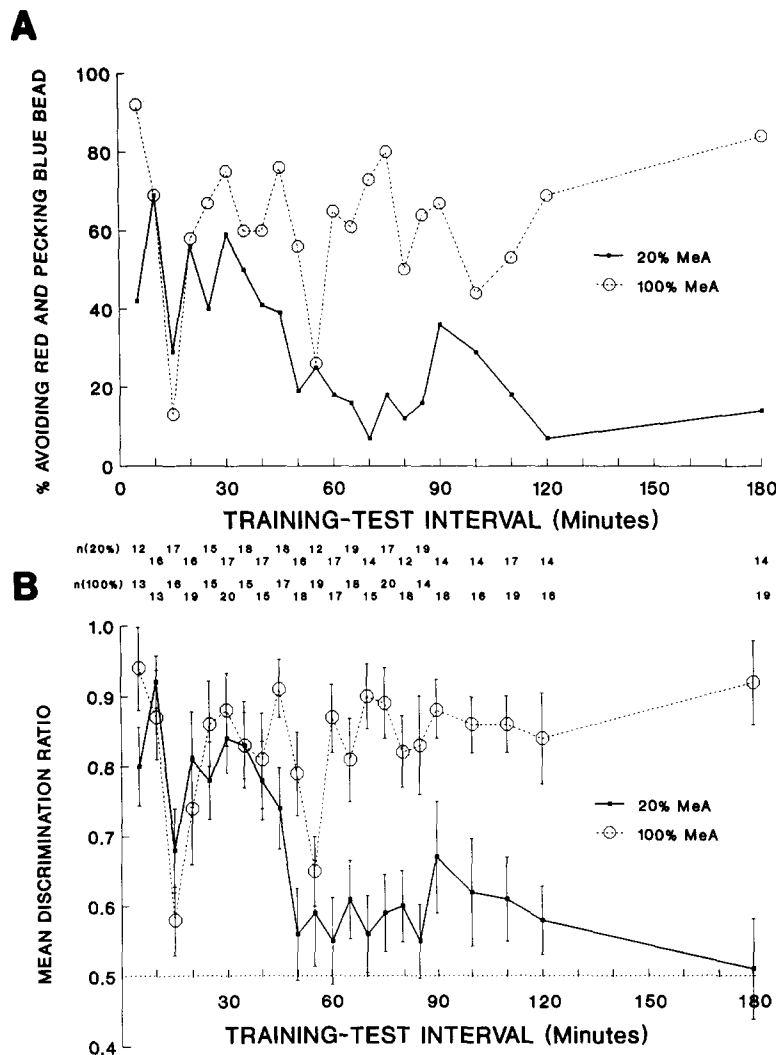 A
% AVOIDING RED AND PECKING BLUE BEAD
100
80
60
40
20
0
20% MeA
100% MeA
0 30 60 90 120 150 180
TRAINING-TEST INTERVAL (Minutes)
n(20%) 12 17 15 18 18 12 19 17 19
16 16 17 17 16 17 14 12 14 14 17 14 14
n(100%) 13 16 15 15 17 19 18 20 14
13 19 20 15 18 17 15 18 18 16 19 16 19
B
MEAN DISCRIMINATION RATIO
1.0
0.9
0.8
0.7
0.6
0.5
0.4
20% MeA
100% MeA
30 60 90 120 150 180
TRAINING-TEST INTERVAL (Minutes)